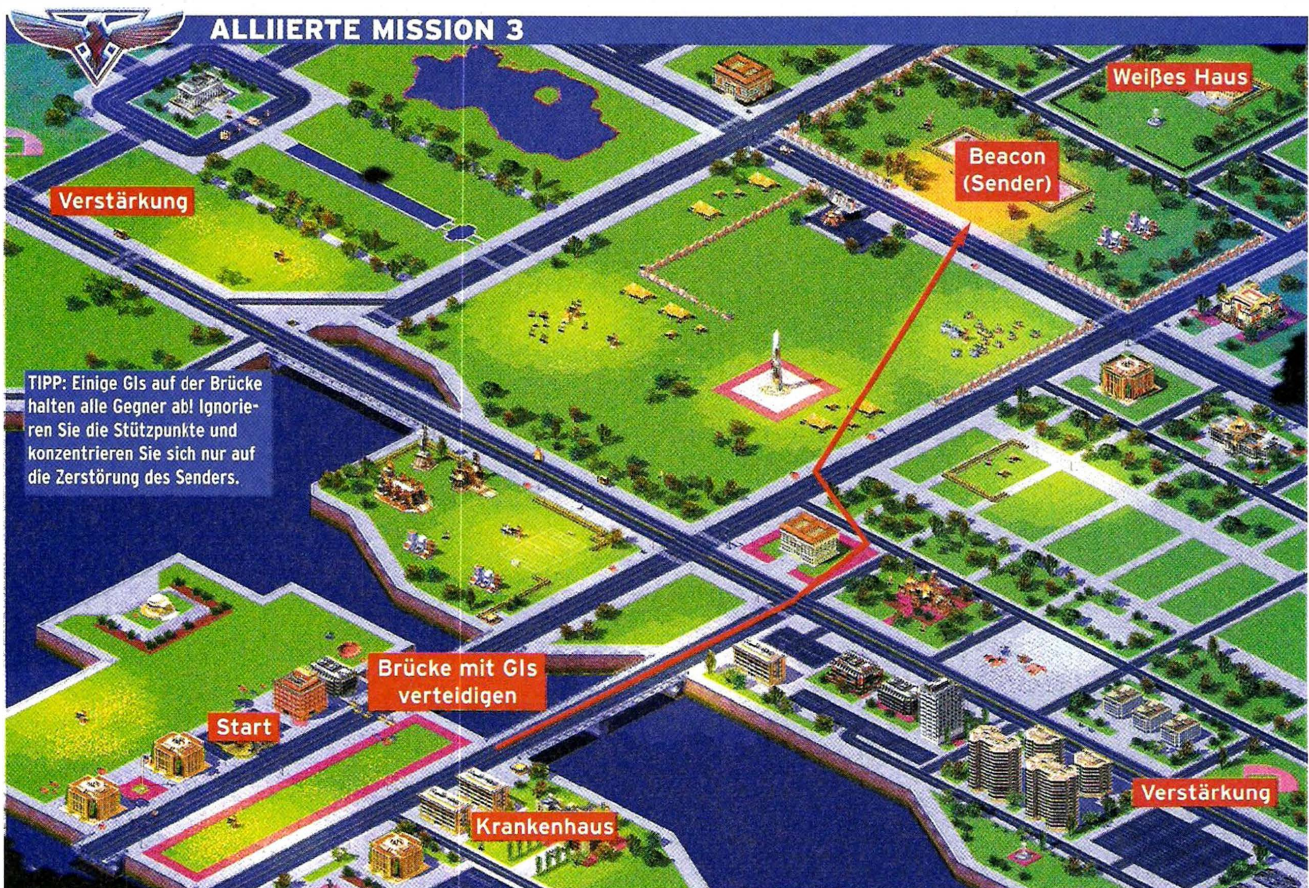 ALLIIERTE MISSION 3
Weißes Haus
Beacon
(Sender)
Verstärkung
TIPP: Einige GIs auf der Brücke
halten alle Gegner ab! Ignorie-
ren Sie die Stützpunkte und
konzentrieren Sie sich nur auf
die Zerstörung des Senders.
Brücke mit GIs
verteidigen
Start
Verstärkung
Krankenhaus